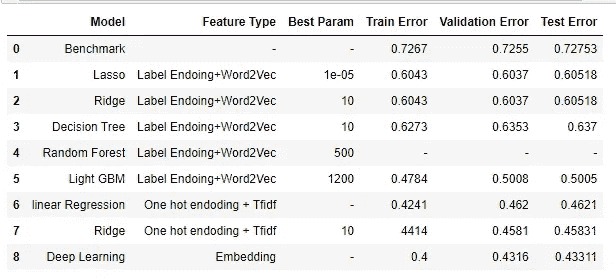 Model Feature Type Best Param Train Error Validation Error Test Error
0 Benchmark - - 0.7267 0.7255 0.72753
1 Lasso Label Endoing+Word2Vec 1e-05 0.6043 0.6037 0.60518
2 Ridge Label Endoing+Word2Vec 10 0.6043 0.6037 0.60518
3 Decision Tree Label Endoing+Word2Vec 10 0.6273 0.6353 0.637
4 Random Forest Label Endoing+Word2Vec 500 - - -
5 Light GBM Label Endoing+Word2Vec 1200 0.4784 0.5008 0.5005
6 linear Regression One hot endoding + Tfidf - 0.4241 0.462 0.4621
7 Ridge One hot endoding + Tfidf 10 4414 0.4581 0.45831
8 Deep Learning Embedding - 0.4 0.4316 0.43311